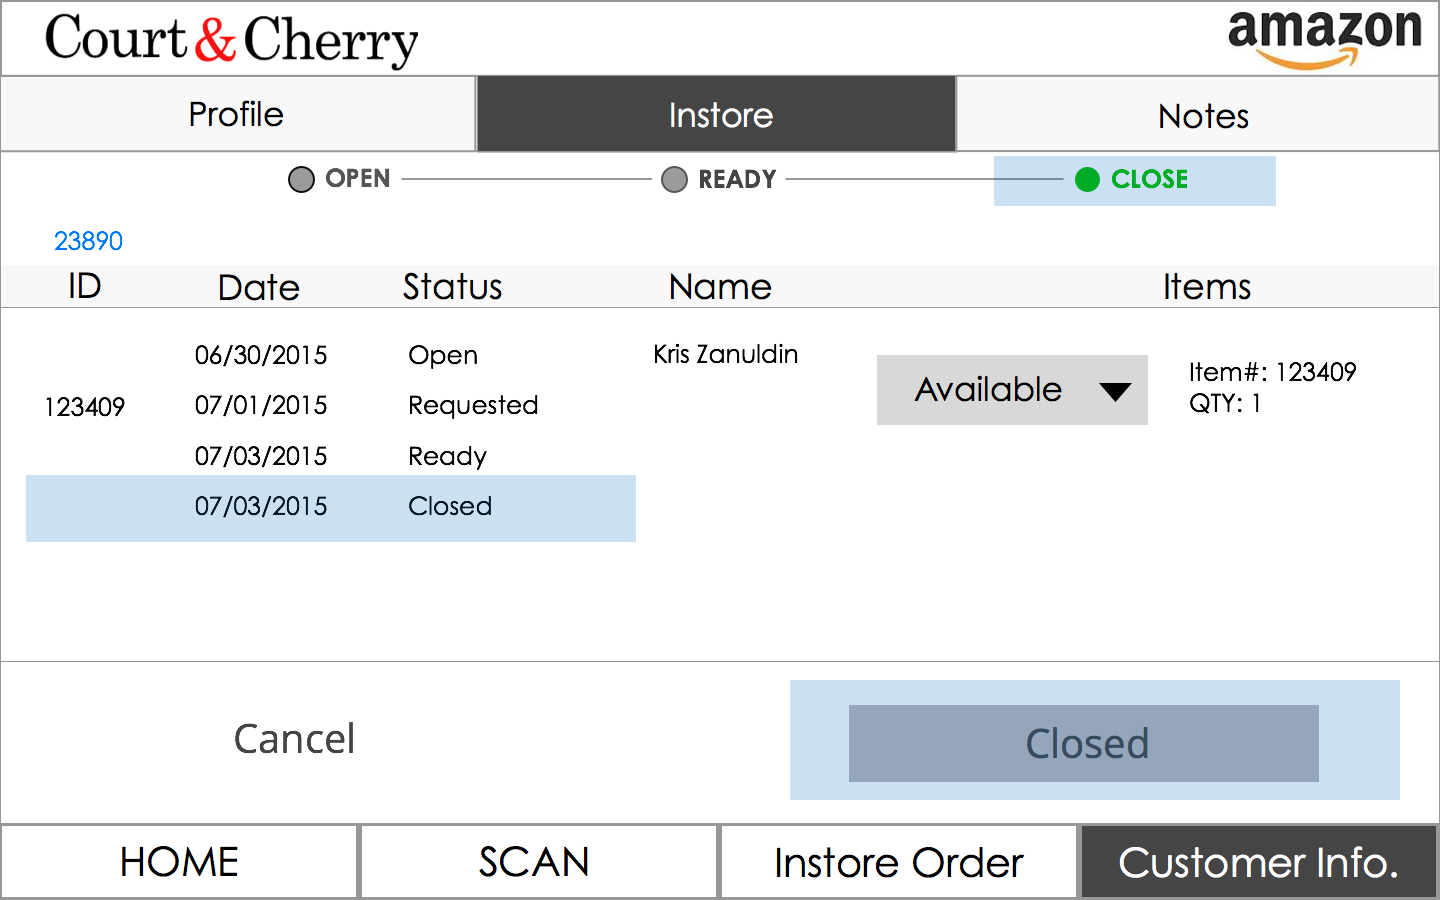 Court&Cherry
amazon
Profile
Instore
Notes
OPEN
READY
CLOSE
23890
ID
Date
Status
Name
Items
06/30/2015
Open
Kris Zanuldin
Available
Item#: 123409
QTY: 1
123409
07/01/2015
Requested
07/03/2015
Ready
07/03/2015
Closed
Cancel
Closed
HOME
SCAN
Instore Order
Customer Info.